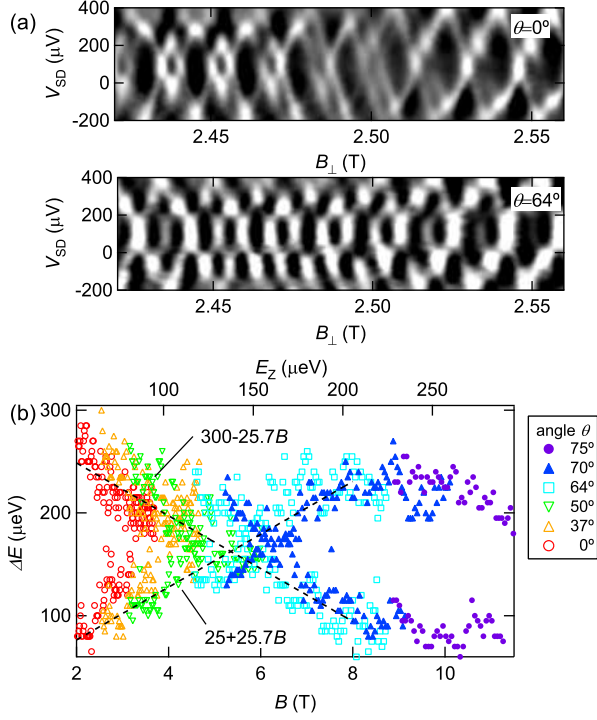 (a)
θ=0º
V_SD (µV)
400
200
0
-200
2.45
2.50
2.55
B⊥ (T)
θ=64º
V_SD (µV)
400
200
0
-200
2.45
2.50
2.55
B⊥ (T)
E_Z (µeV)
(b)
100
150
200
250
300
200
100
ΔE (µeV)
300-25.7B
25+25.7B
2
4
6
8
10
B (T)
angle θ
75º
70º
64º
50º
37º
0º